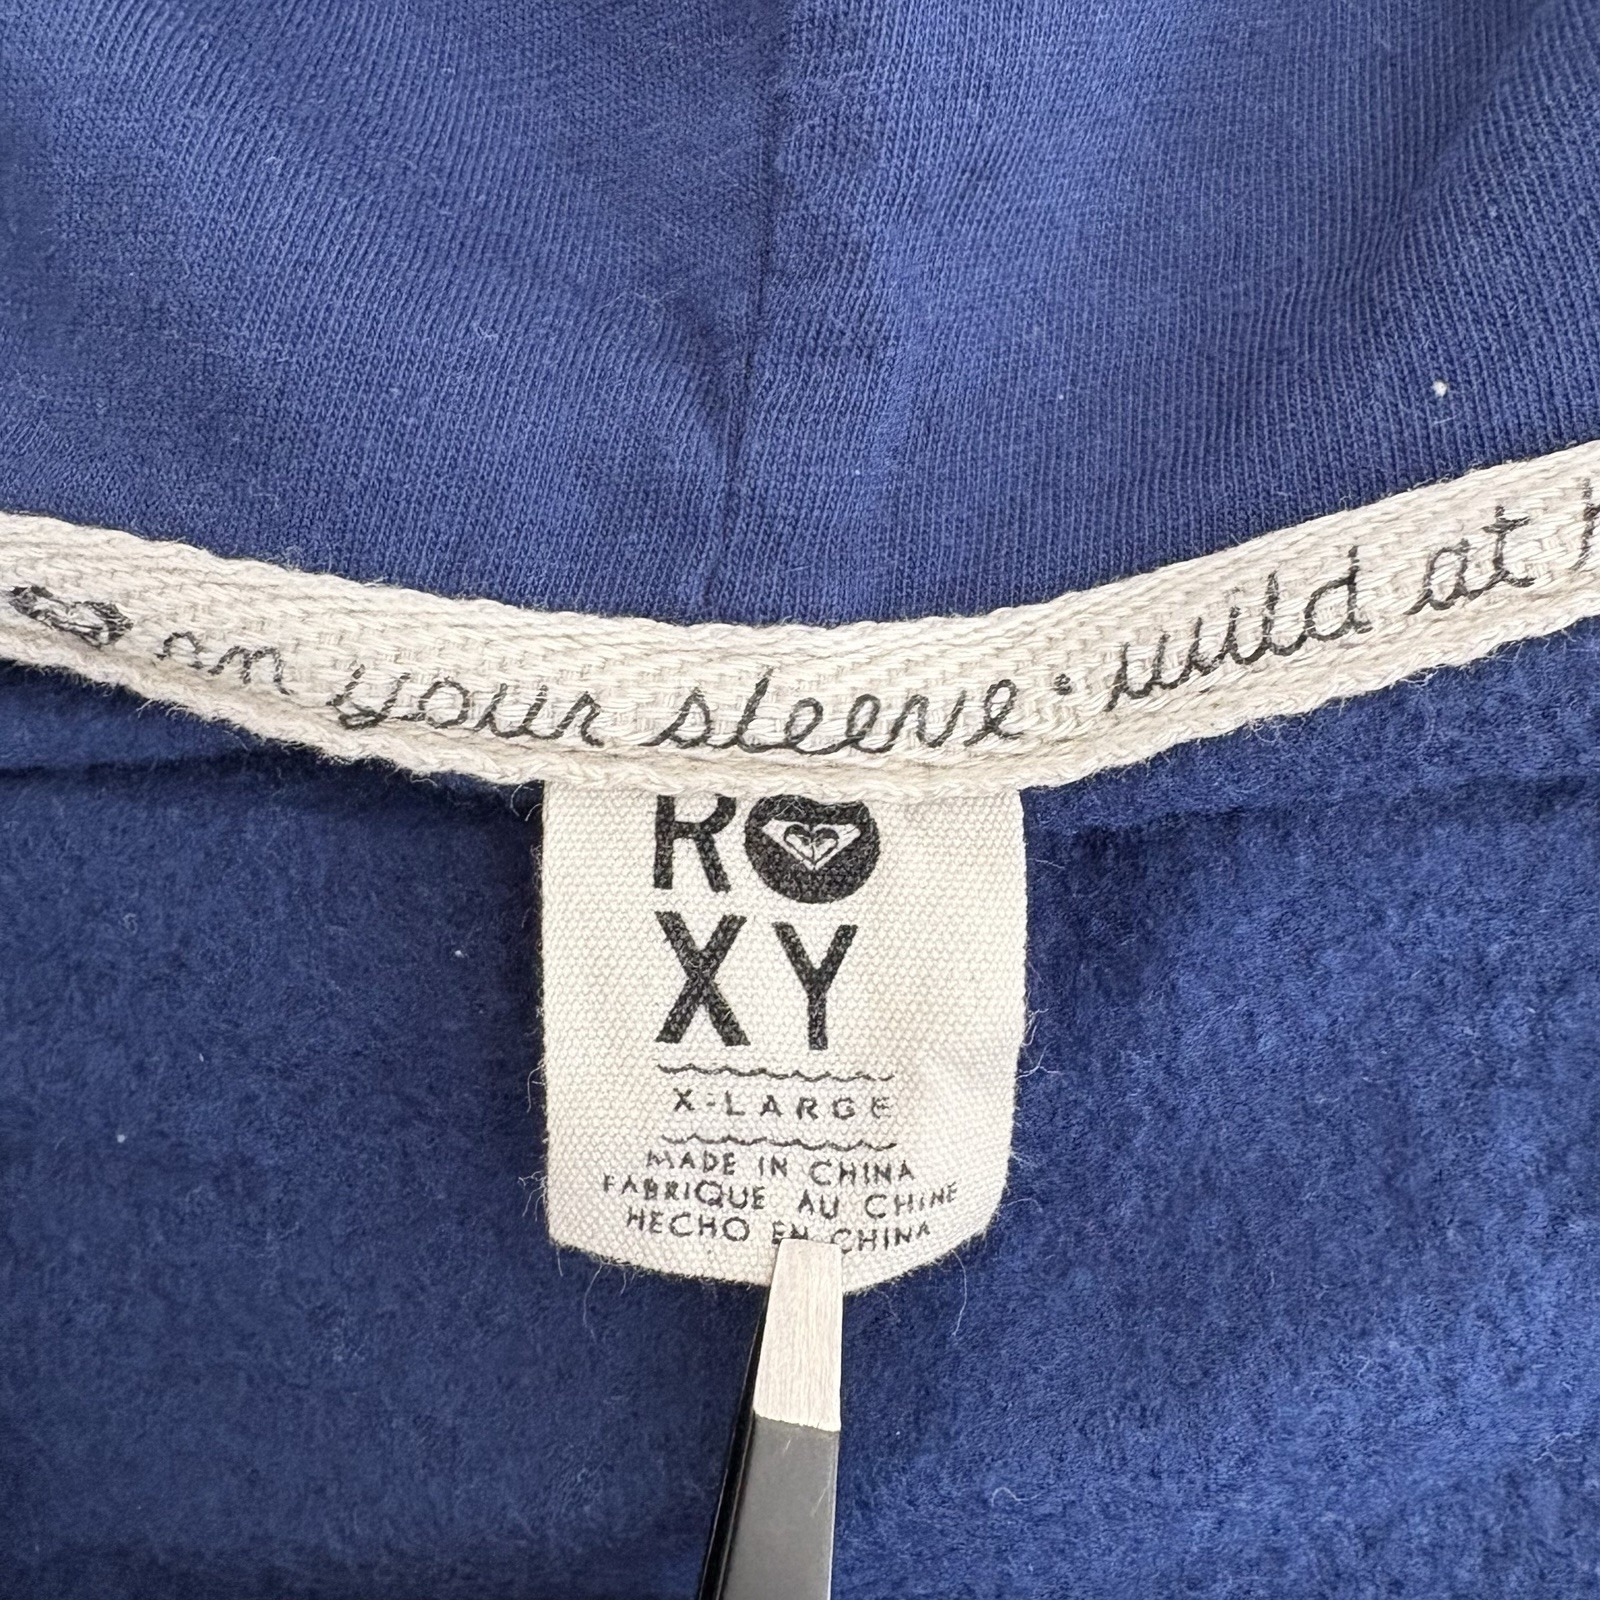 on your sleeve • wild at
ROXY
X-LARGE
MADE IN CHINA
FABRIQUE AU CHINE
HECHO EN CHINA